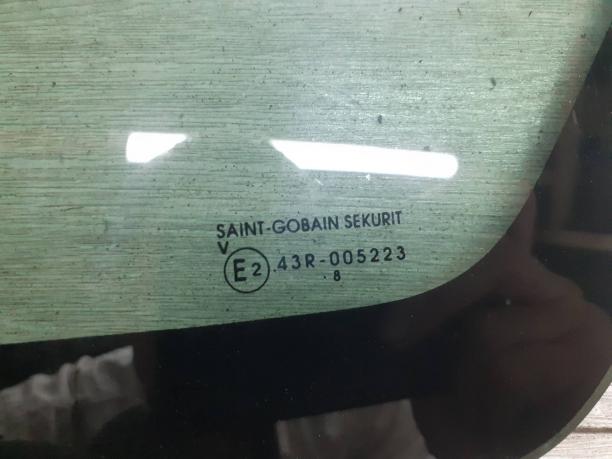 SAINT-GOBAIN SEKURIT
V
E2 .43R-005223
.8